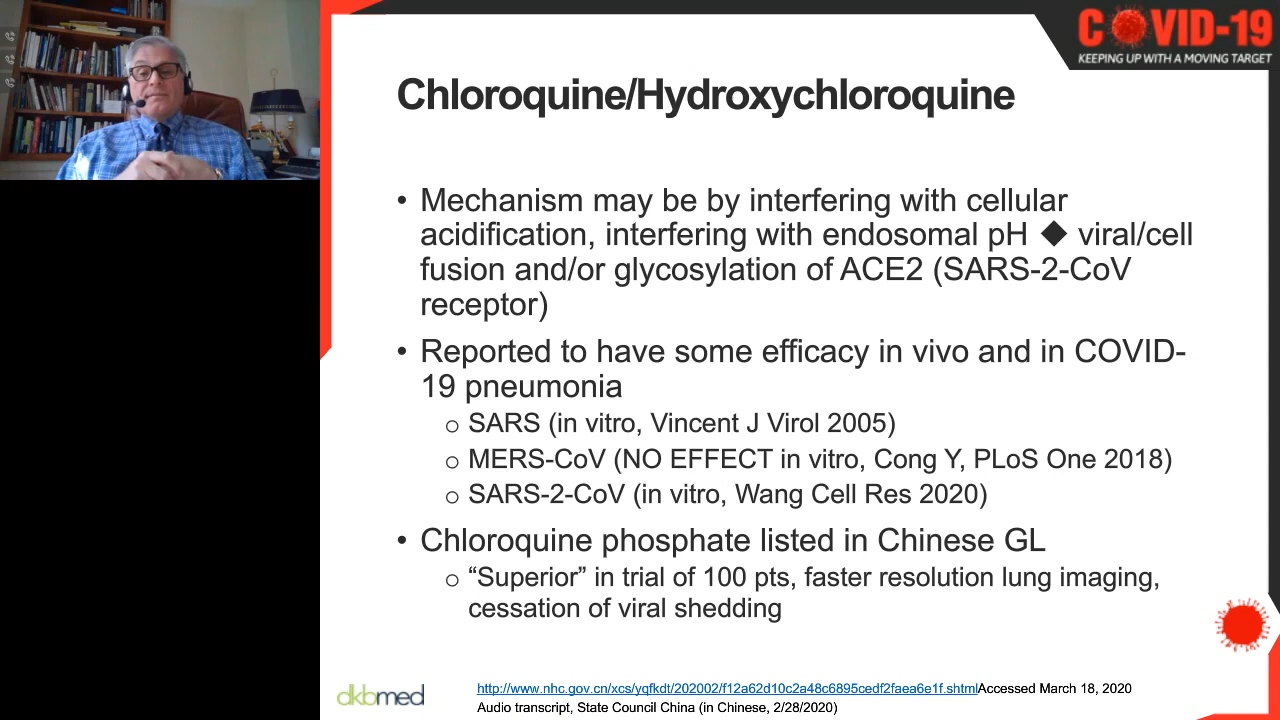 COVID-19
KEEPING UP WITH A MOVING TARGET
Chloroquine/Hydroxychloroquine
• Mechanism may be by interfering with cellular
acidification, interfering with endosomal pH ◆ viral/cell
fusion and/or glycosylation of ACE2 (SARS-2-CoV
receptor)
• Reported to have some efficacy in vivo and in COVID-
19 pneumonia
o SARS (in vitro, Vincent J Virol 2005)
o MERS-CoV (NO EFFECT in vitro, Cong Y, PLoS One 2018)
o SARS-2-CoV (in vitro, Wang Cell Res 2020)
• Chloroquine phosphate listed in Chinese GL
o “Superior” in trial of 100 pts, faster resolution lung imaging,
cessation of viral shedding
dkbmed
http://www.nhc.gov.cn/xcs/yqfkdt/202002/f12a62d10c2a48c6895cedf2faea6e1f.shtmlAccessed March 18, 2020
Audio transcript, State Council China (in Chinese, 2/28/2020)